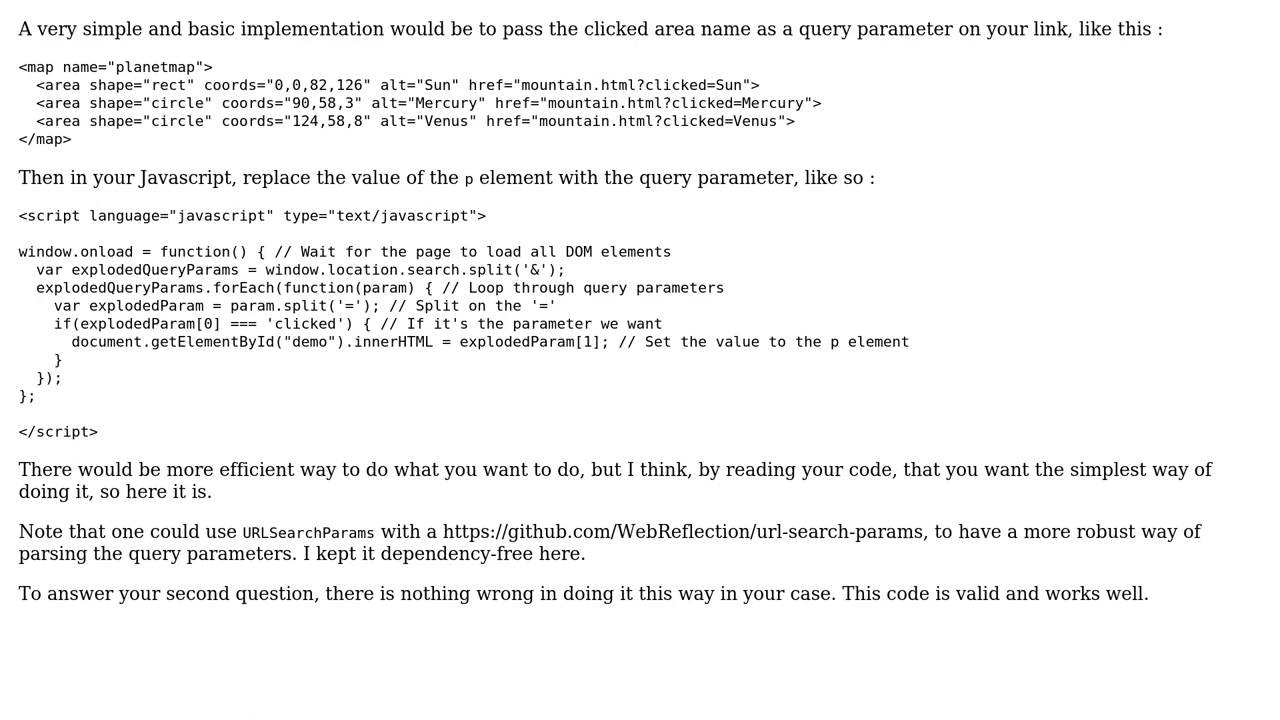 A very simple and basic implementation would be to pass the clicked area name as a query parameter on your link, like this :
<map name="planetmap">
  <area shape="rect" coords="0,0,82,126" alt="Sun" href="mountain.html?clicked=Sun">
  <area shape="circle" coords="90,58,3" alt="Mercury" href="mountain.html?clicked=Mercury">
  <area shape="circle" coords="124,58,8" alt="Venus" href="mountain.html?clicked=Venus">
</map>
Then in your Javascript, replace the value of the p element with the query parameter, like so :
<script language="javascript" type="text/javascript">
window.onload = function() { // Wait for the page to load all DOM elements
  var explodedQueryParams = window.location.search.split('&');
  explodedQueryParams.forEach(function(param) { // Loop through query parameters
    var explodedParam = param.split('='); // Split on the '='
    if(explodedParam[0] === 'clicked') { // If it's the parameter we want
      document.getElementById("demo").innerHTML = explodedParam[1]; // Set the value to the p element
    }
  });
};
</script>
There would be more efficient way to do what you want to do, but I think, by reading your code, that you want the simplest way of
doing it, so here it is.
Note that one could use URLSearchParams with a https://github.com/WebReflection/url-search-params, to have a more robust way of
parsing the query parameters. I kept it dependency-free here.
To answer your second question, there is nothing wrong in doing it this way in your case. This code is valid and works well.